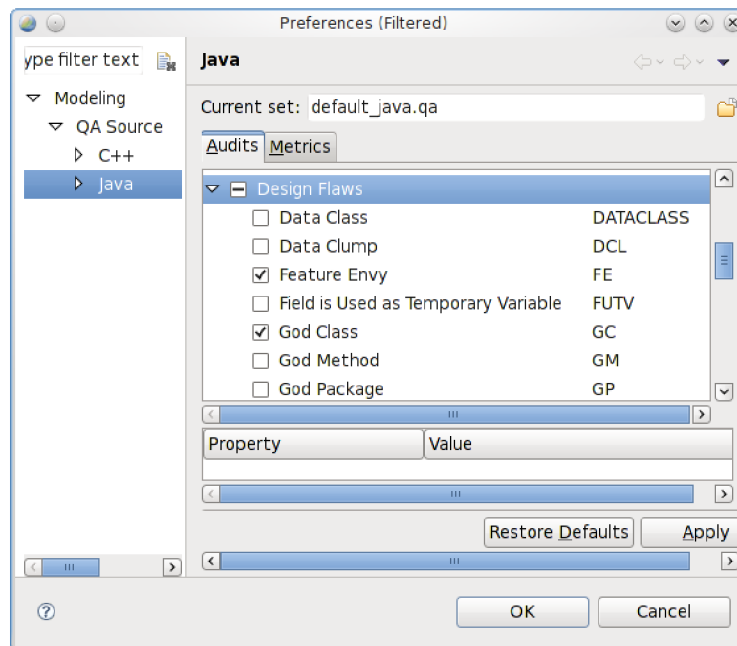 Preferences (Filtered)
ype filter text
Java
Modeling
QA Source
C++
Java
Current set: default_java.qa
Audits Metrics
Design Flaws
Data Class DATACLASS
Data Clump DCL
Feature Envy FE
Field is Used as Temporary Variable FUTV
God Class GC
God Method GM
God Package GP
Property Value
Restore Defaults Apply
OK Cancel